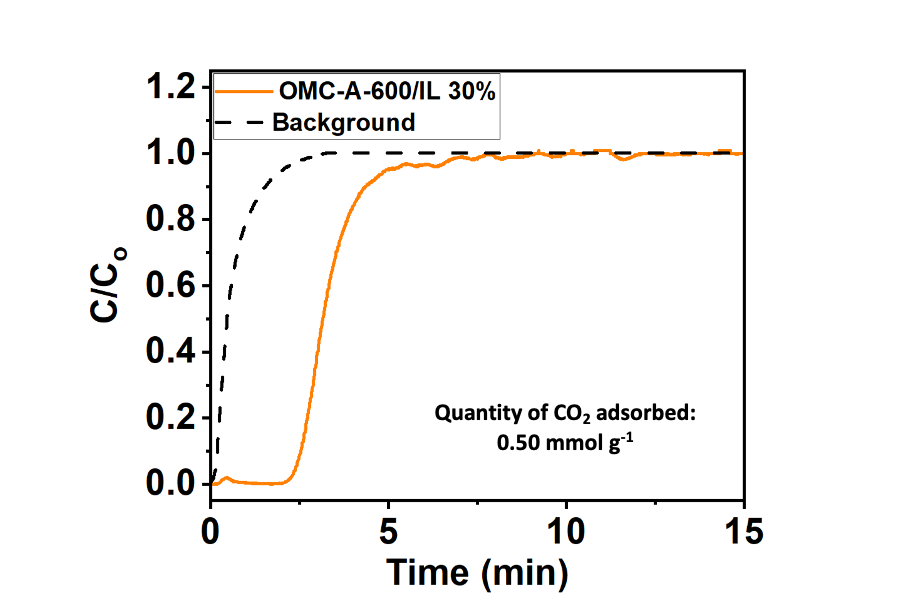 OMC-A-600/IL 30%
Background
1.2
1.0
0.8
0.6
0.4
0.2
0.0
C/Co
Quantity of CO2 adsorbed:
0.50 mmol g-1
0 5 10 15
Time (min)